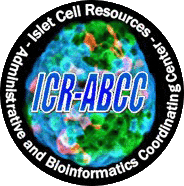 - Islet Cell Resources -
Administrative and Bioinformatics Coordinating Center
ICR-ABCC